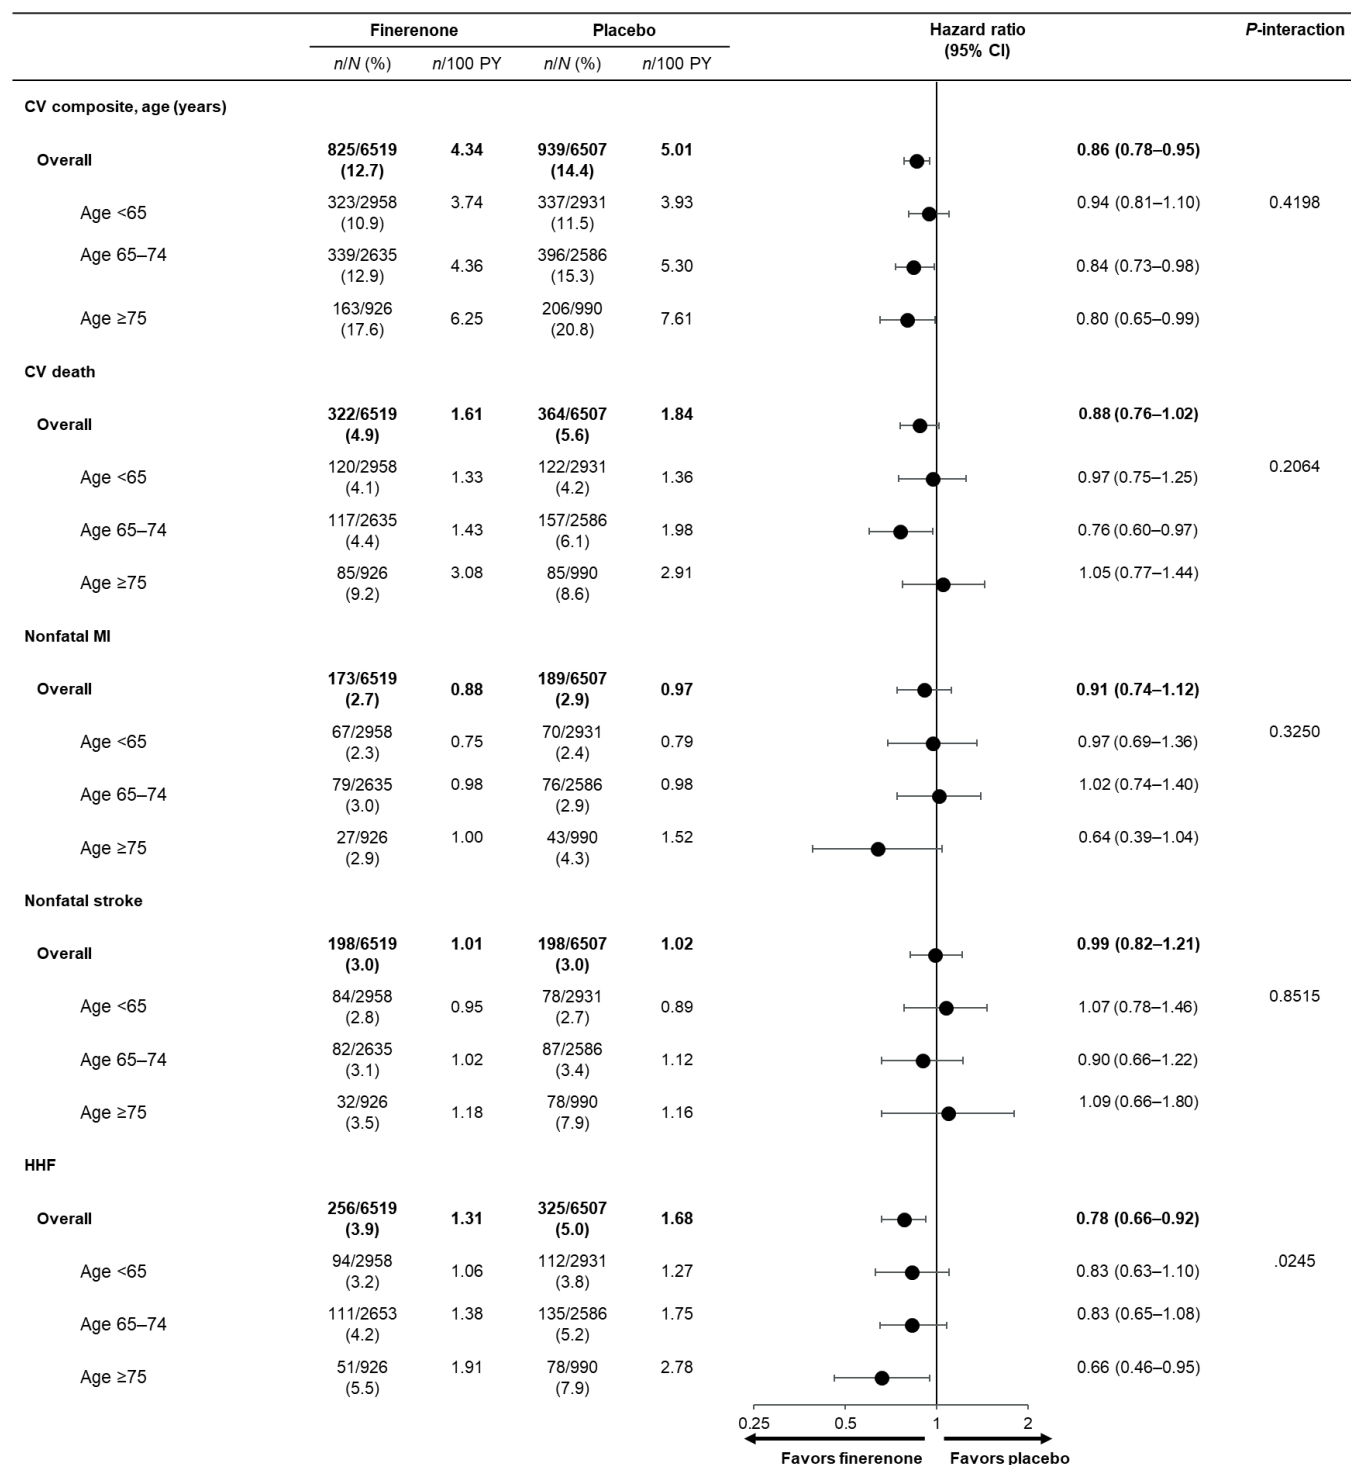 Finerenone Placebo Hazard ratio (95% CI) P-interaction
n/N (%) n/100 PY n/N (%) n/100 PY
CV composite, age (years)
Overall 825/6519 (12.7) 4.34 939/6507 (14.4) 5.01 0.86 (0.78–0.95)
Age <65 323/2958 (10.9) 3.74 337/2931 (11.5) 3.93 0.94 (0.81–1.10) 0.4198
Age 65–74 339/2635 (12.9) 4.36 396/2586 (15.3) 5.30 0.84 (0.73–0.98)
Age ≥75 163/926 (17.6) 6.25 206/990 (20.8) 7.61 0.80 (0.65–0.99)
CV death
Overall 322/6519 (4.9) 1.61 364/6507 (5.6) 1.84 0.88 (0.76–1.02)
Age <65 120/2958 (4.1) 1.33 122/2931 (4.2) 1.36 0.97 (0.75–1.25) 0.2064
Age 65–74 117/2635 (4.4) 1.43 157/2586 (6.1) 1.98 0.76 (0.60–0.97)
Age ≥75 85/926 (9.2) 3.08 85/990 (8.6) 2.91 1.05 (0.77–1.44)
Nonfatal MI
Overall 173/6519 (2.7) 0.88 189/6507 (2.9) 0.97 0.91 (0.74–1.12)
Age <65 67/2958 (2.3) 0.75 70/2931 (2.4) 0.79 0.97 (0.69–1.36) 0.3250
Age 65–74 79/2635 (3.0) 0.98 76/2586 (2.9) 0.98 1.02 (0.74–1.40)
Age ≥75 27/926 (2.9) 1.00 43/990 (4.3) 1.52 0.64 (0.39–1.04)
Nonfatal stroke
Overall 198/6519 (3.0) 1.01 198/6507 (3.0) 1.02 0.99 (0.82–1.21)
Age <65 84/2958 (2.8) 0.95 78/2931 (2.7) 0.89 1.07 (0.78–1.46) 0.8515
Age 65–74 82/2635 (3.1) 1.02 87/2586 (3.4) 1.12 0.90 (0.66–1.22)
Age ≥75 32/926 (3.5) 1.18 78/990 (7.9) 1.16 1.09 (0.66–1.80)
HHF
Overall 256/6519 (3.9) 1.31 325/6507 (5.0) 1.68 0.78 (0.66–0.92)
Age <65 94/2958 (3.2) 1.06 112/2931 (3.8) 1.27 0.83 (0.63–1.10) .0245
Age 65–74 111/2653 (4.2) 1.38 135/2586 (5.2) 1.75 0.83 (0.65–1.08)
Age ≥75 51/926 (5.5) 1.91 78/990 (7.9) 2.78 0.66 (0.46–0.95)
0.25 0.5 1 2
Favors finerenone Favors placebo